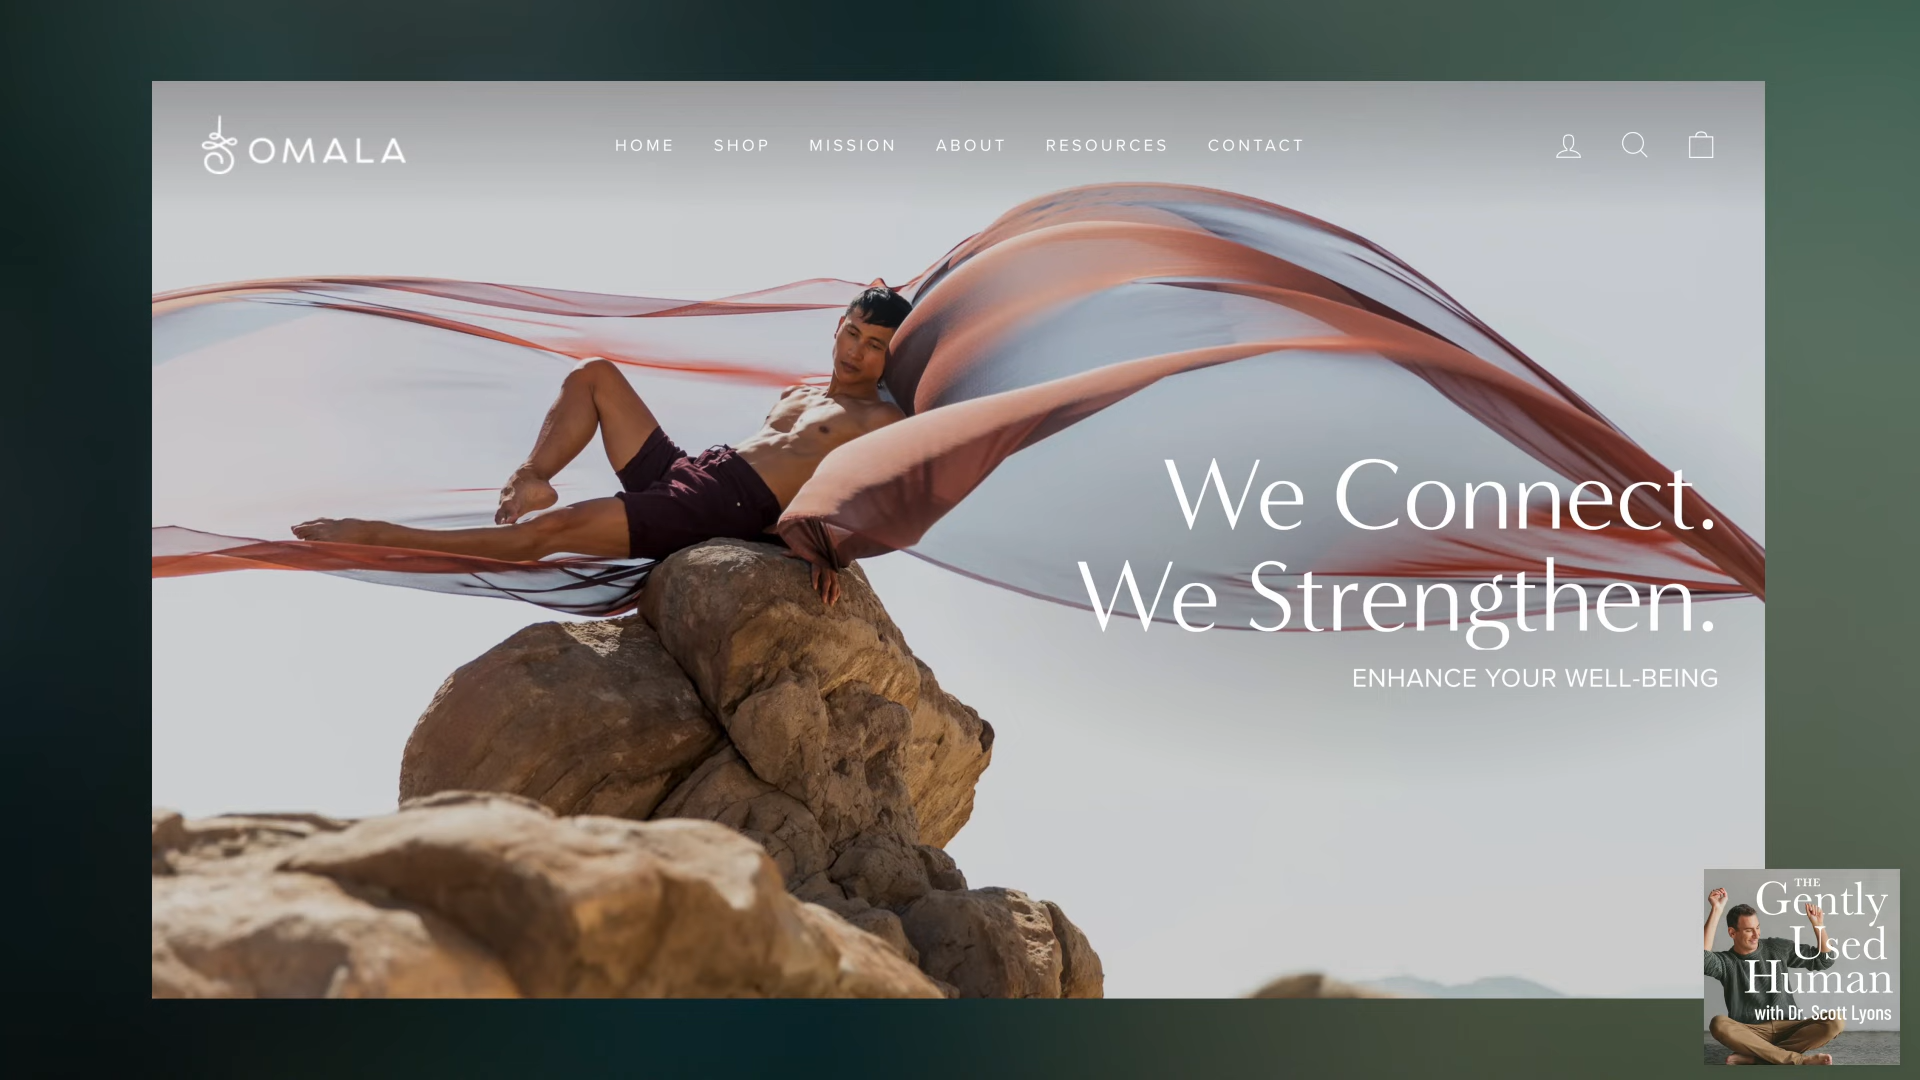 OMALA
HOME SHOP MISSION ABOUT RESOURCES CONTACT
We Connect.
We Strengthen.
ENHANCE YOUR WELL-BEING
THE
Gently
Used
Human
with Dr. Scott Lyons